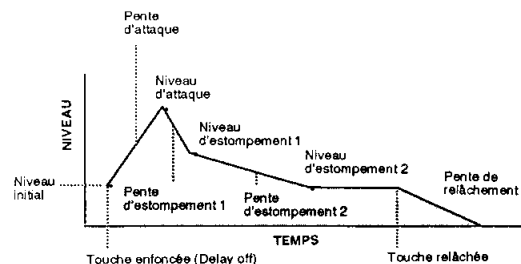 Pente
d'attaque
Niveau
d'attaque
NIVEAU
Niveau
d'estompement 1
Niveau
d'estompement 2
Niveau
initial
Pente
d'estompement 1
Pente
d'estompement 2
Pente de
relâchement
TEMPS
Touche enfoncée (Delay off)
Touche relâchée